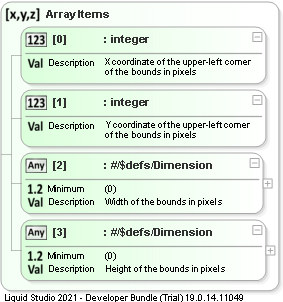 [x,y,z] Array Items
123 [0] : integer
Val Description X coordinate of the upper-left corner
of the bounds in pixels
123 [1] : integer
Val Description Y coordinate of the upper-left corner
of the bounds in pixels
Any [2] : #/$defs/Dimension
1.2 Minimum (0)
Val Description Width of the bounds in pixels
Any [3] : #/$defs/Dimension
1.2 Minimum (0)
Val Description Height of the bounds in pixels
Liquid Studio 2021 - Developer Bundle (Trial) 19.0.14.11049